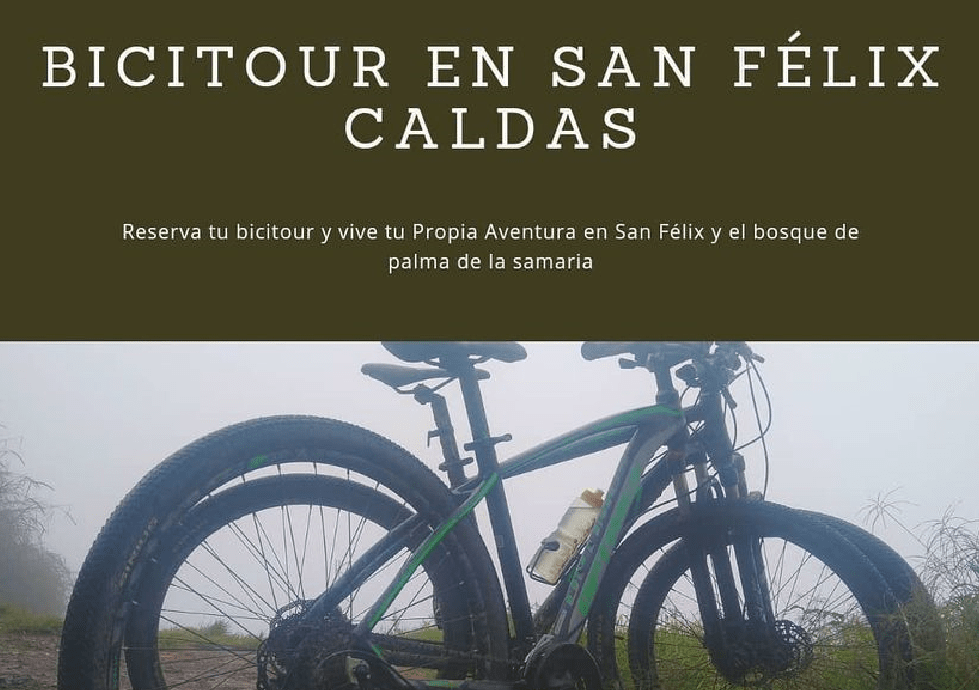 BICITOUR EN SAN FÉLIX
CALDAS
Reserva tu bicitour y vive tu Propia Aventura en San Félix y el bosque de
palma de la samaria